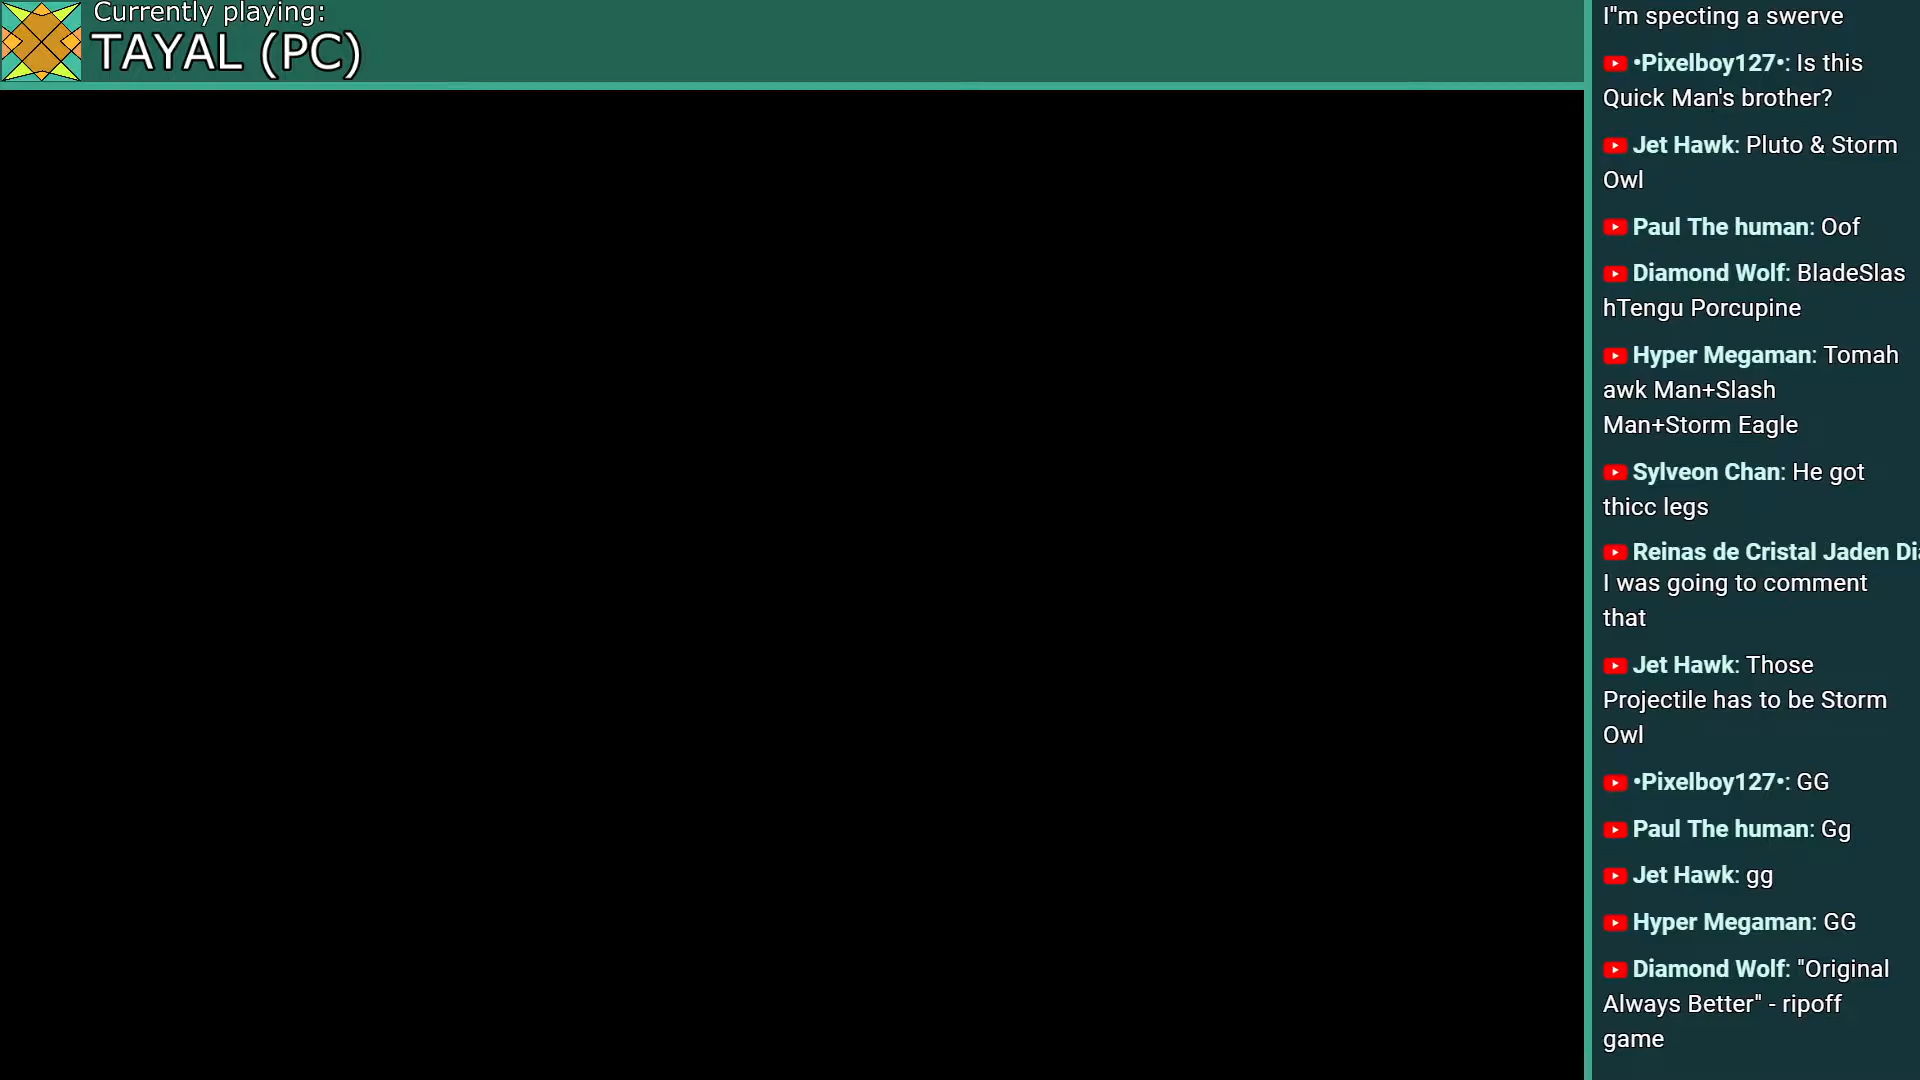 Currently playing:
TAYAL (PC)
I"m specting a swerve
•Pixelboy127•: Is this
Quick Man's brother?
Jet Hawk: Pluto & Storm
Owl
Paul The human: Oof
Diamond Wolf: BladeSlas
hTengu Porcupine
Hyper Megaman: Tomah
awk Man+Slash
Man+Storm Eagle
Sylveon Chan: He got
thicc legs
Reinas de Cristal Jaden Dia
I was going to comment
that
Jet Hawk: Those
Projectile has to be Storm
Owl
•Pixelboy127•: GG
Paul The human: Gg
Jet Hawk: gg
Hyper Megaman: GG
Diamond Wolf: "Original
Always Better" - ripoff
game